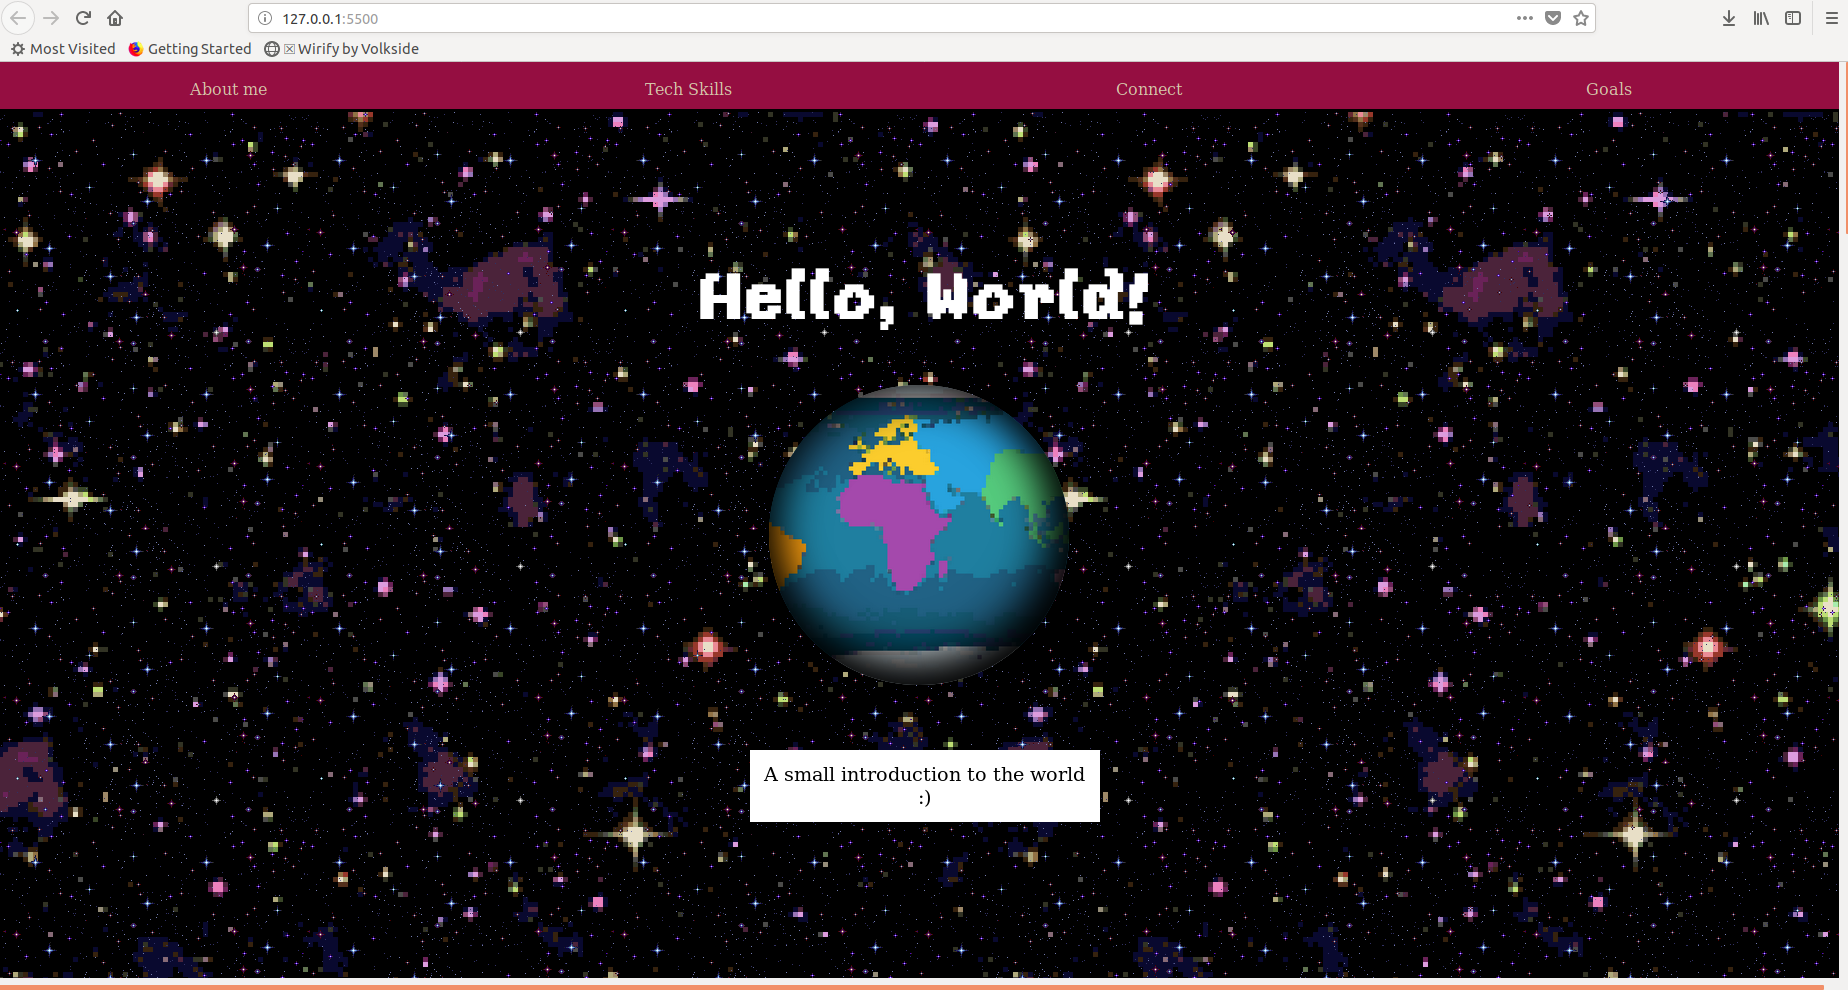 127.0.0.1:5500
Most Visited Getting Started Wirify by Volkside
About me Tech Skills Connect Goals
Hello, World!
A small introduction to the world
:)